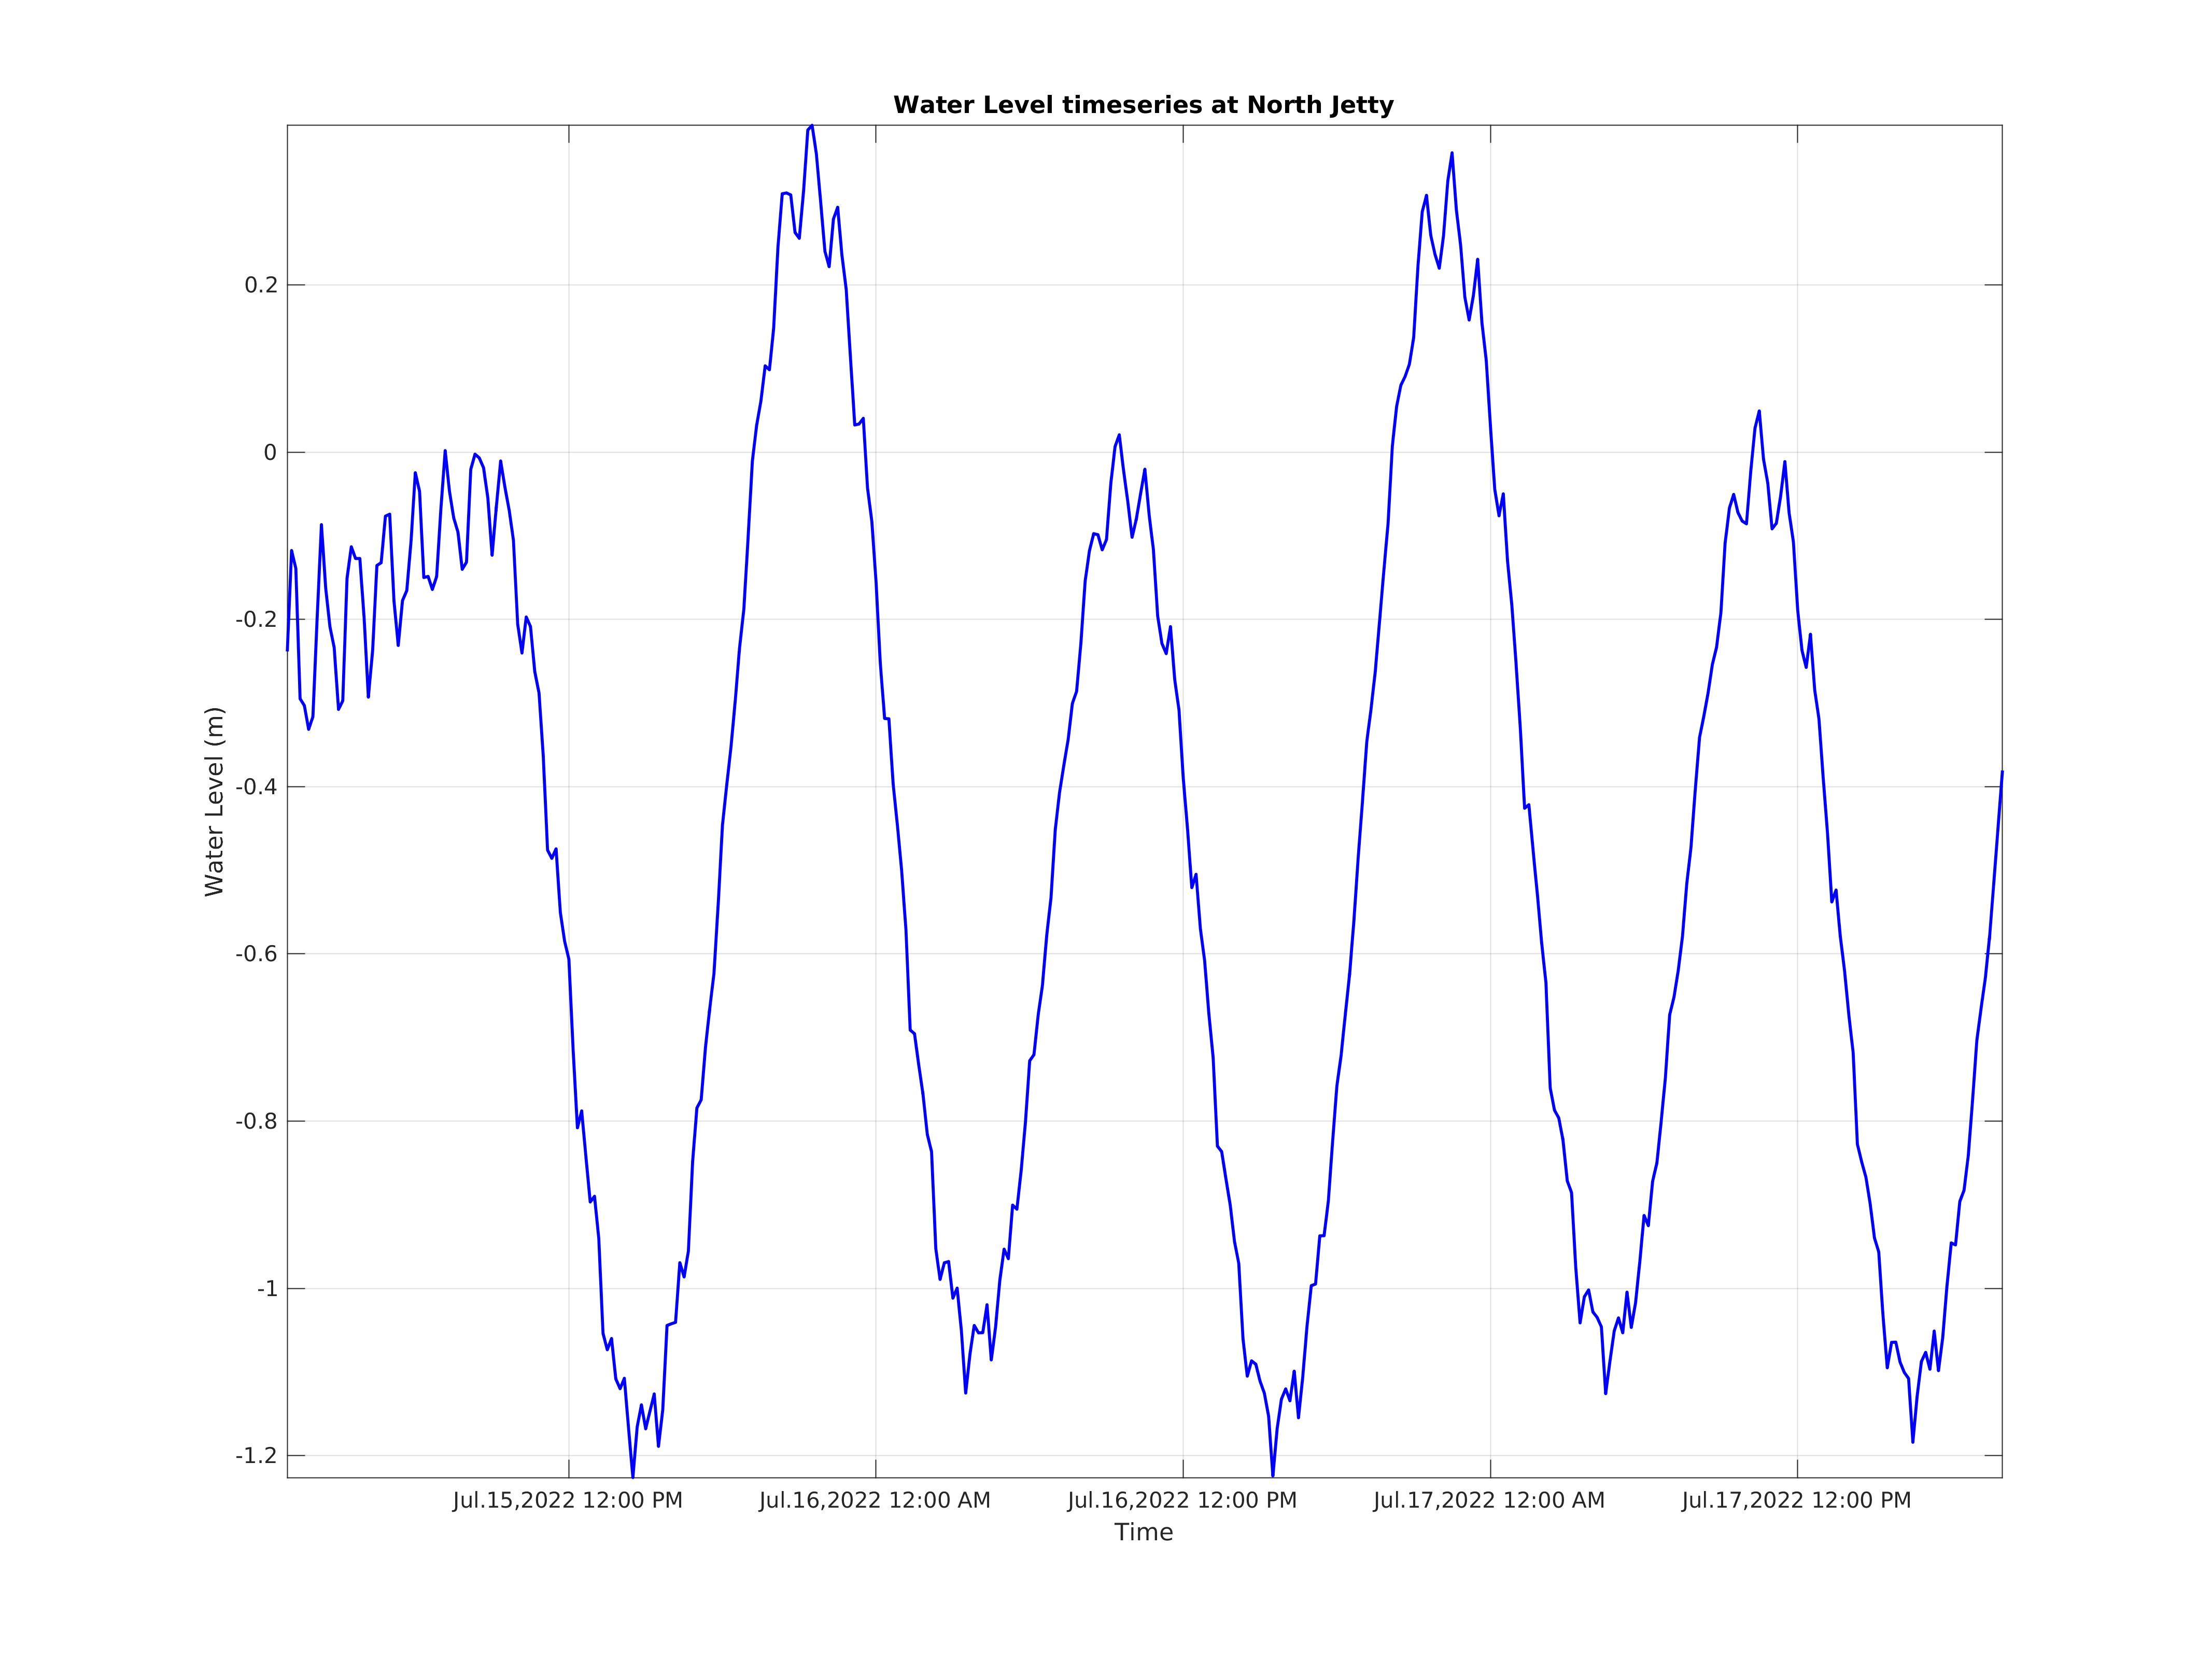 Water Level timeseries at North Jetty
Water Level (m)
0.2
0
-0.2
-0.4
-0.6
-0.8
-1
-1.2
Jul.15,2022 12:00 PM
Jul.16,2022 12:00 AM
Jul.16,2022 12:00 PM
Jul.17,2022 12:00 AM
Jul.17,2022 12:00 PM
Time